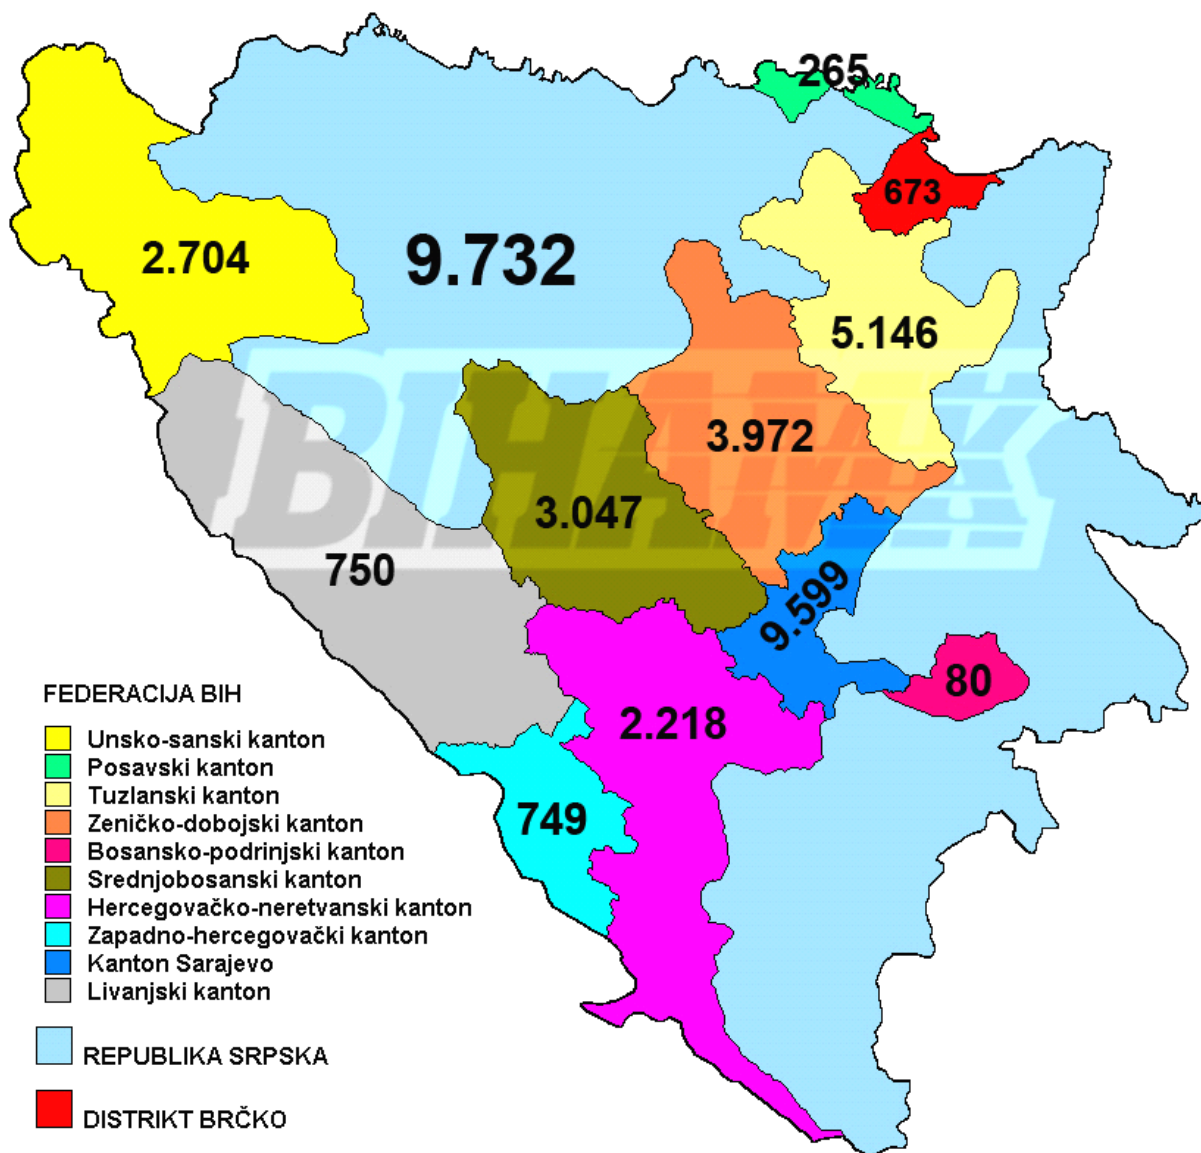 265
673
2.704
9.732
5.146
3.972
3.047
750
9.599
80
2.218
749
BIHAMK
FEDERACIJA BIH
Unsko-sanski kanton
Posavski kanton
Tuzlanski kanton
Zeničko-dobojski kanton
Bosansko-podrinjski kanton
Srednjobosanski kanton
Hercegovačko-neretvanski kanton
Zapadno-hercegovački kanton
Kanton Sarajevo
Livanjski kanton
REPUBLIKA SRPSKA
DISTRIKT BRČKO